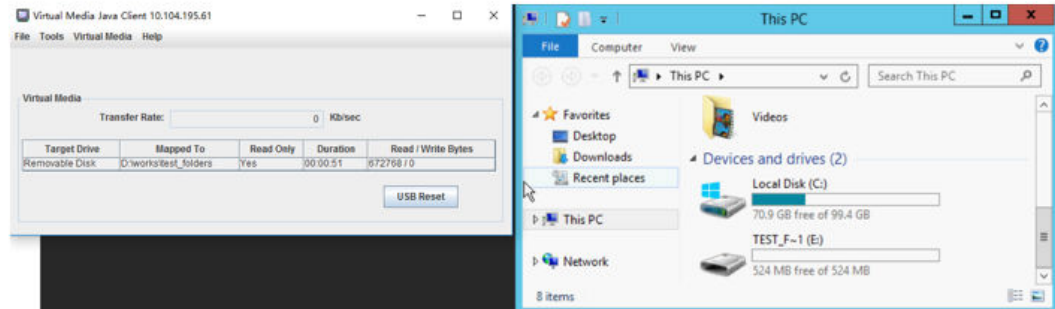 Virtual Media Java Client 10.104.195.61
File Tools Virtual Media Help
Virtual Media
Transfer Rate: 0 Kb/sec
Target Drive Mapped To Read Only Duration Read / Write Bytes
Removable Disk D:\works\test_folders Yes 00:00:51 672768 / 0
USB Reset
This PC
File Computer View
This PC
Search This PC
Favorites
Desktop
Downloads
Recent places
This PC
Network
Videos
Devices and drives (2)
Local Disk (C:)
70.9 GB free of 99.4 GB
TEST_F~1 (E:)
524 MB free of 524 MB
8 items